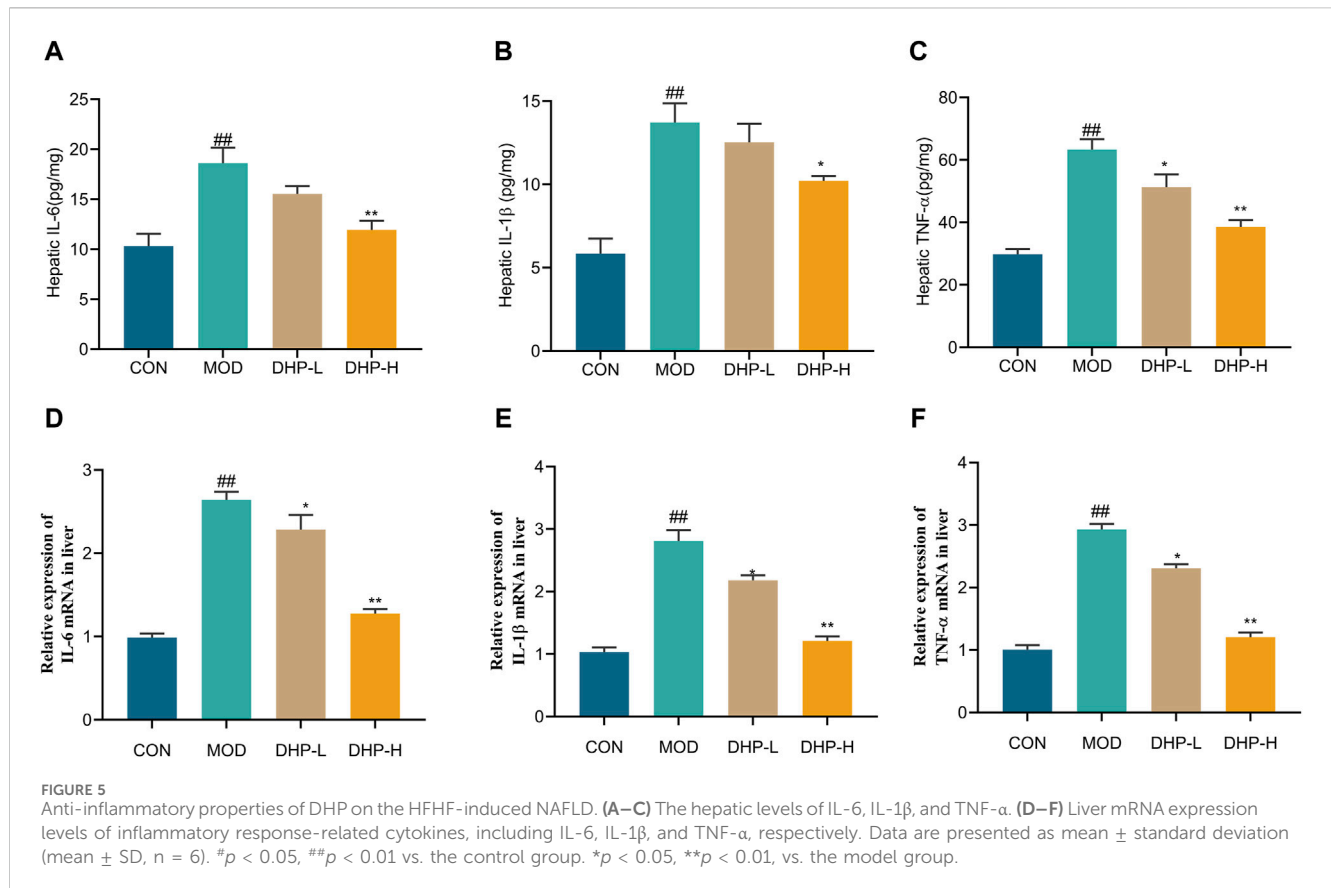 A
B
C
Hepatic IL-6(pg/mg)
25
20
15
10
5
0
##
**
CON MOD DHP-L DHP-H
Hepatic IL-1β (pg/mg)
15
10
5
0
##
*
CON MOD DHP-L DHP-H
Hepatic TNF-α(pg/mg)
80
60
40
20
0
##
*
**
CON MOD DHP-L DHP-H
D
E
F
Relative expression of
IL-6 mRNA in liver
3
2
1
0
##
*
**
CON MOD DHP-L DHP-H
Relative expression of
IL-1β mRNA in liver
4
3
2
1
0
##
*
**
CON MOD DHP-L DHP-H
Relative expression of
TNF-α mRNA in liver
4
3
2
1
0
##
*
**
CON MOD DHP-L DHP-H
FIGURE 5
Anti-inflammatory properties of DHP on the HFHF-induced NAFLD. (A–C) The hepatic levels of IL-6, IL-1β, and TNF-α. (D–F) Liver mRNA expression
levels of inflammatory response-related cytokines, including IL-6, IL-1β, and TNF-α, respectively. Data are presented as mean ± standard deviation
(mean ± SD, n = 6). #p < 0.05, ##p < 0.01 vs. the control group. *p < 0.05, **p < 0.01, vs. the model group.